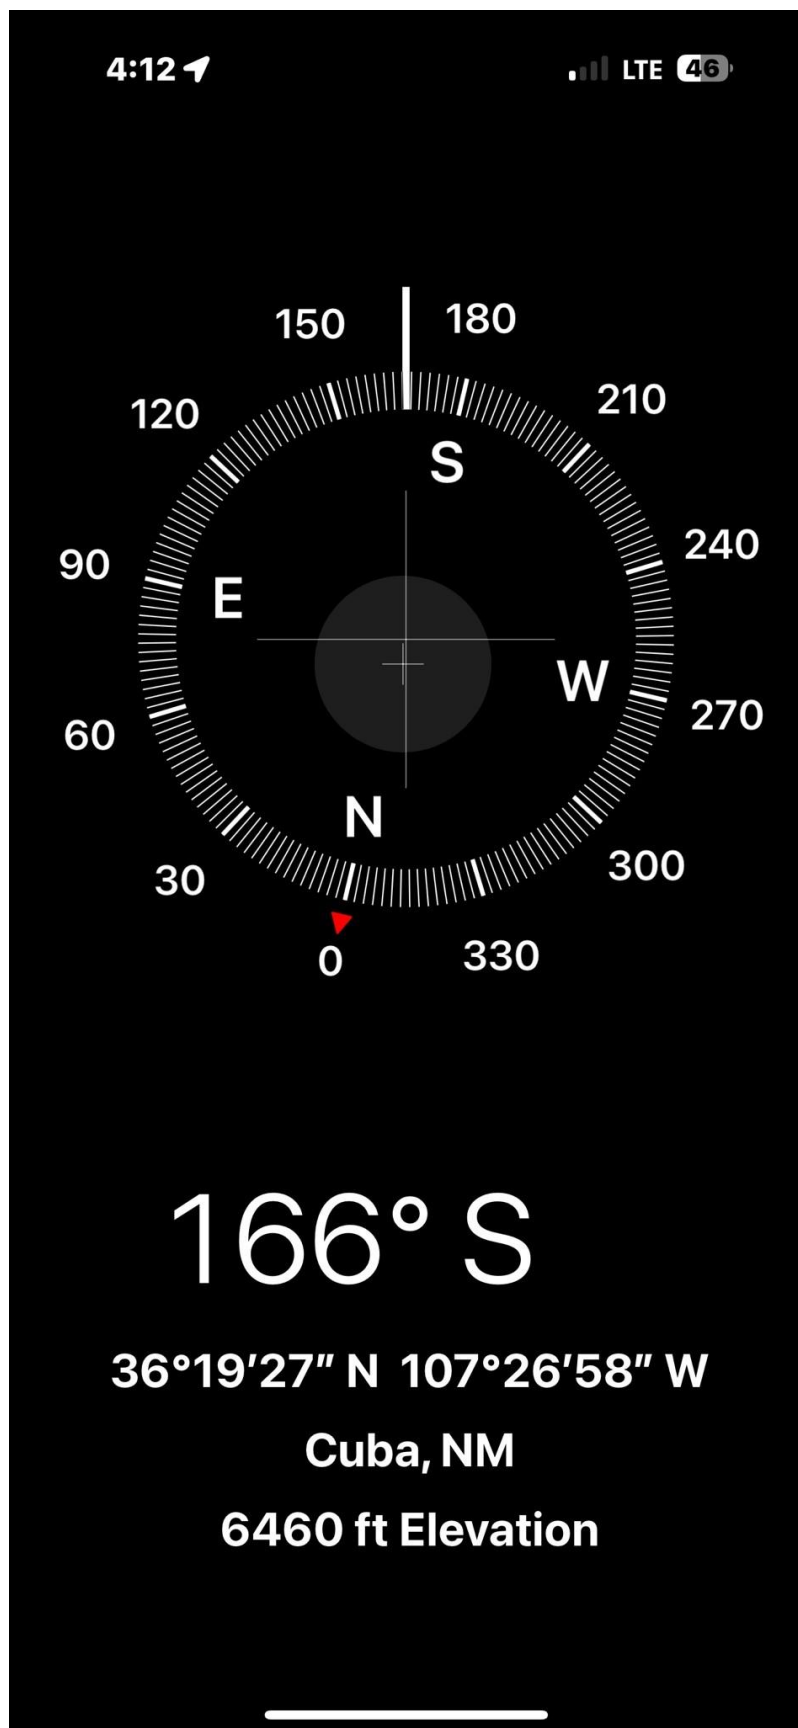 4:12 LTE 46
150 180
120 210
S
90 240
E
W
60 270
N
30 300
0 330
166° S
36°19′27″ N 107°26′58″ W
Cuba, NM
6460 ft Elevation